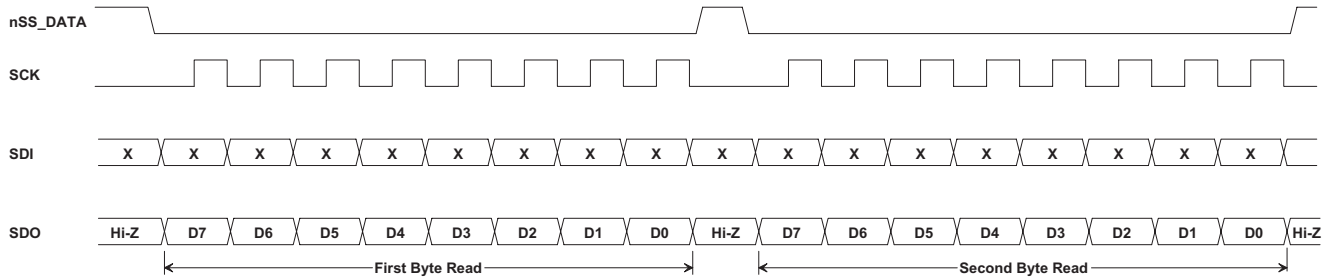 nSS_DATA
SCK
SDI X X X X X X X X X X X X X X X X X X
SDO Hi-Z D7 D6 D5 D4 D3 D2 D1 D0 Hi-Z D7 D6 D5 D4 D3 D2 D1 D0 Hi-Z
First Byte Read Second Byte Read